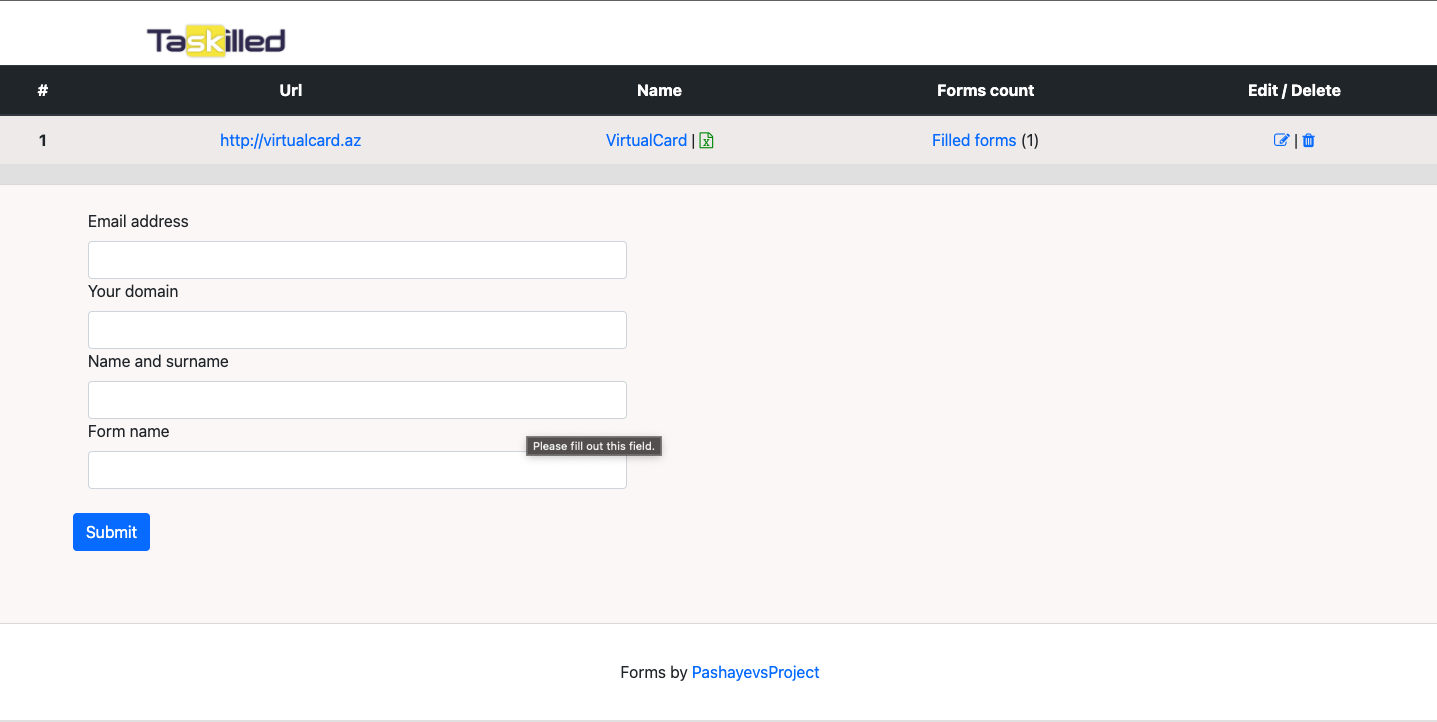 Taskilled
# Url Name Forms count Edit / Delete
1 http://virtualcard.az VirtualCard | Filled forms (1) |
Email address
Your domain
Name and surname
Form name
Please fill out this field.
Submit
Forms by PashayevsProject